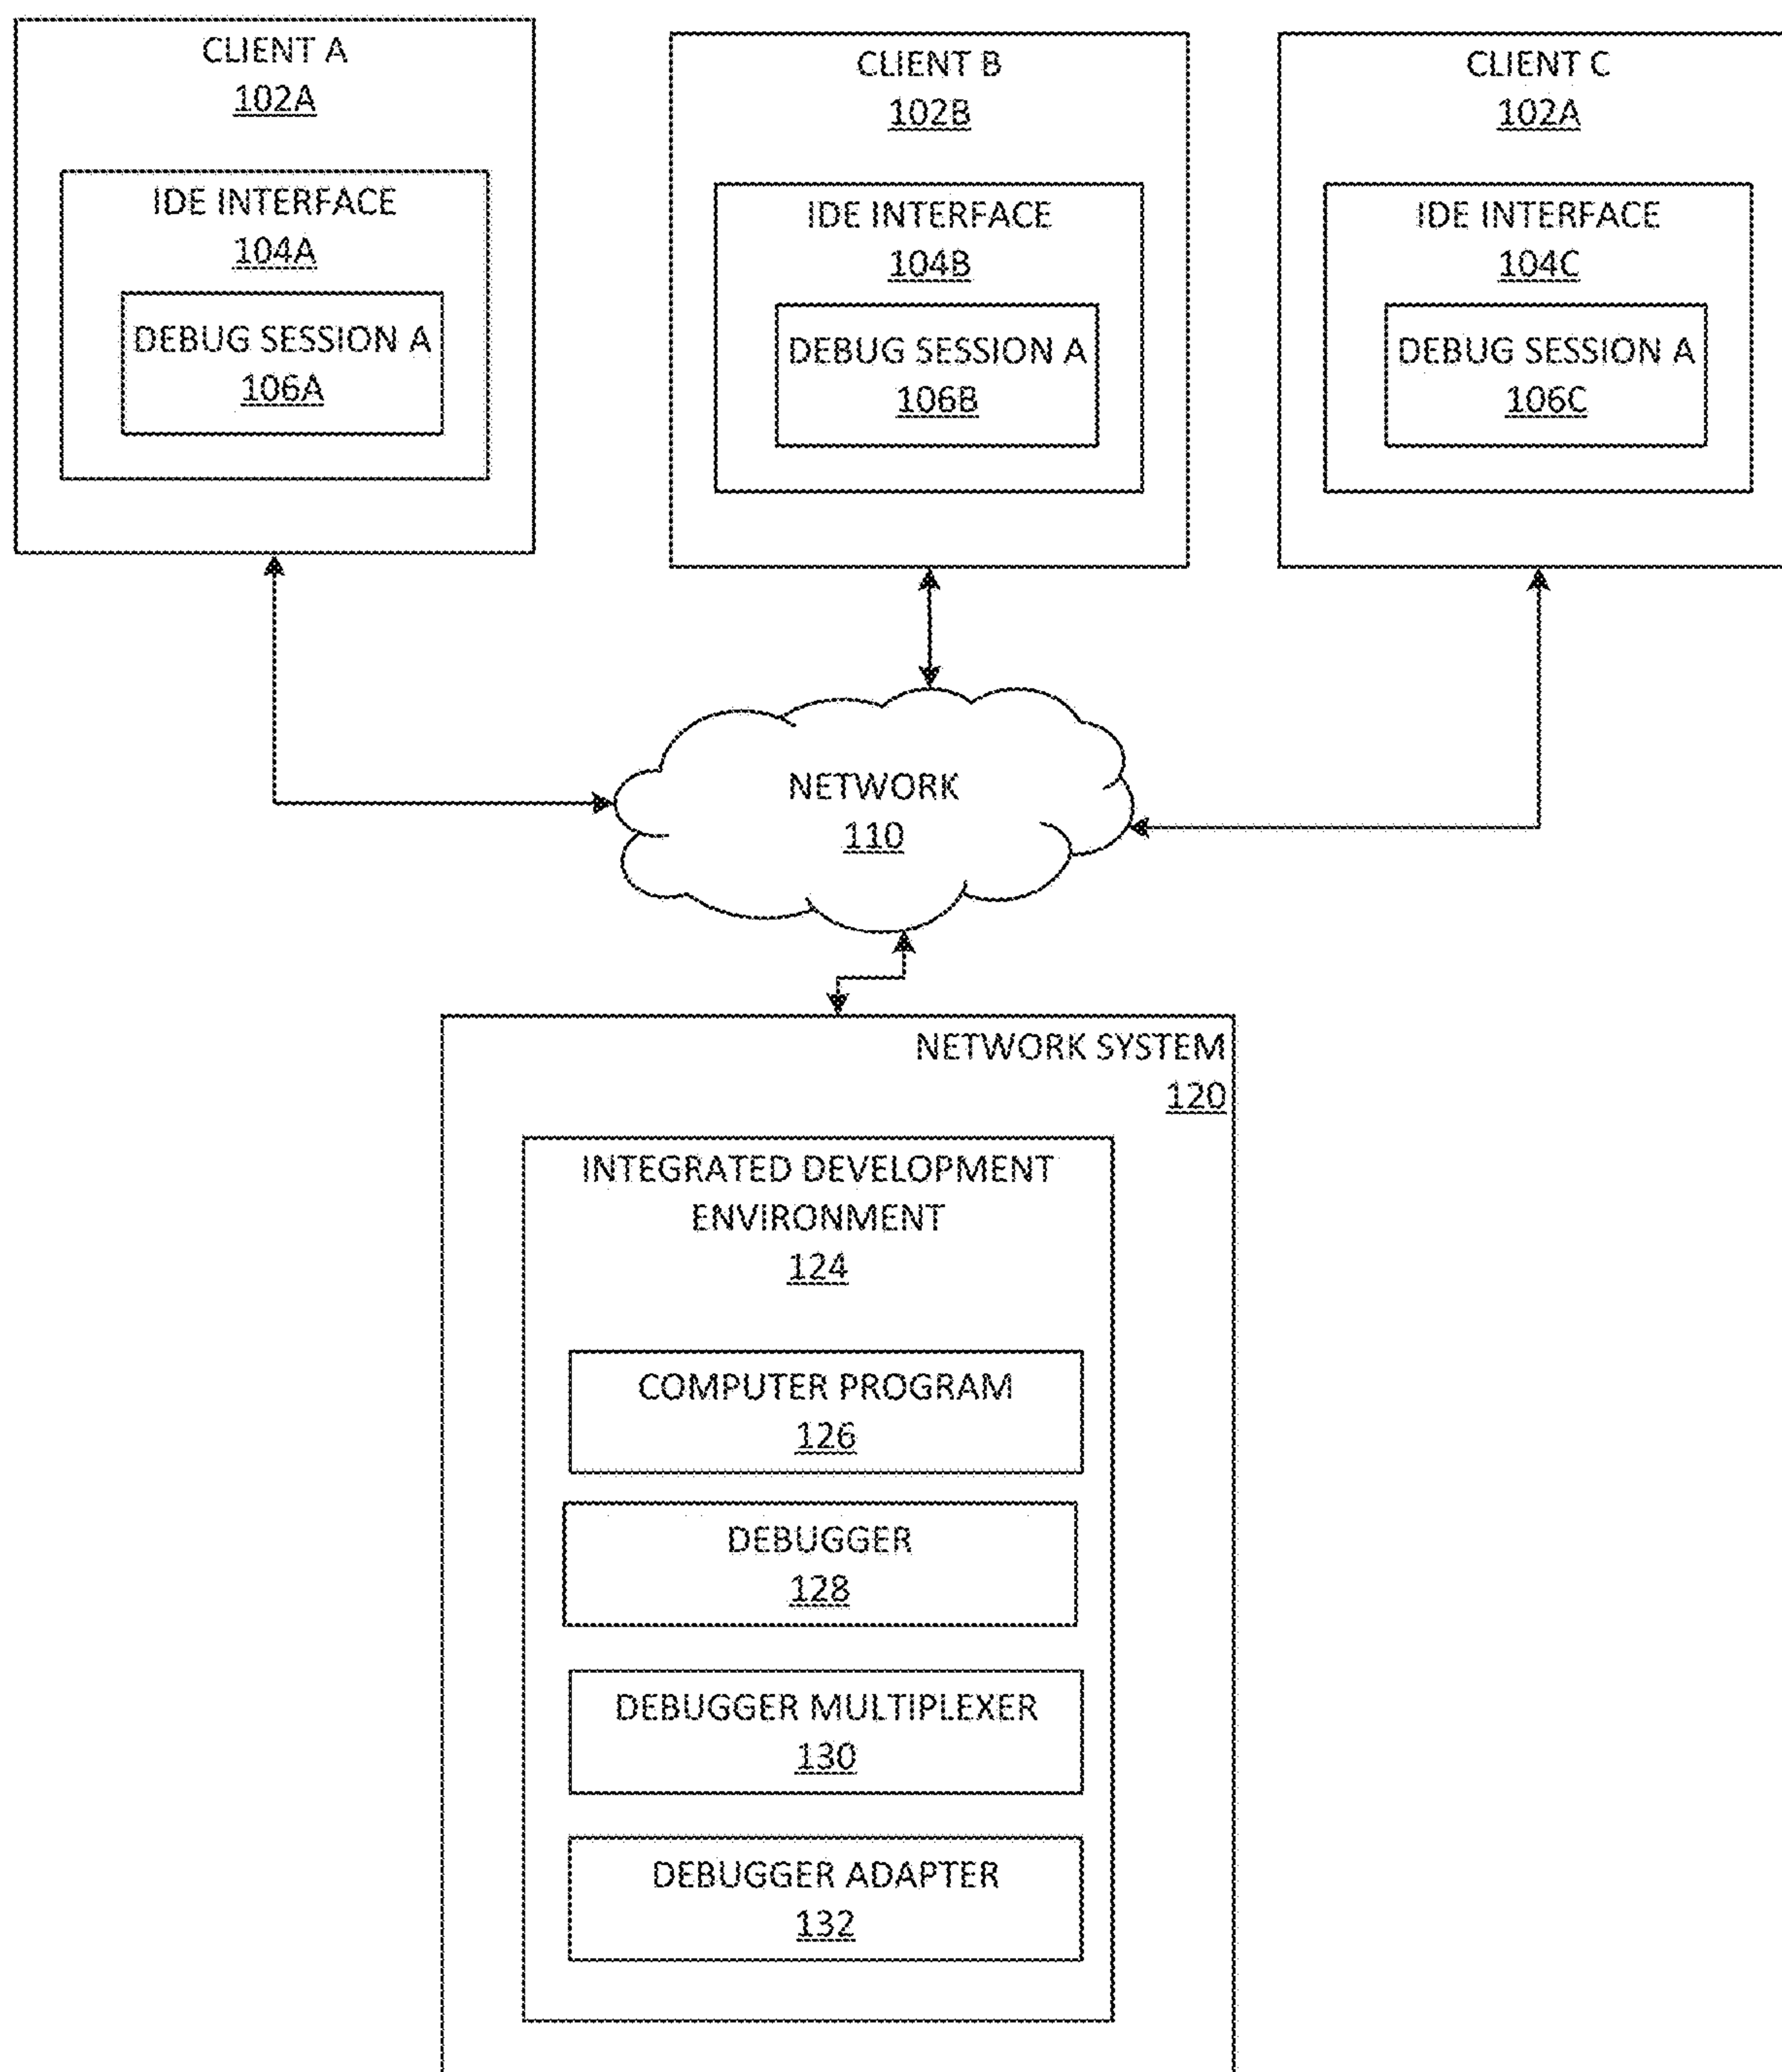 CLIENT A
102A
IDE INTERFACE
104A
DEBUG SESSION A
106A
CLIENT B
102B
IDE INTERFACE
104B
DEBUG SESSION A
106B
CLIENT C
102A
IDE INTERFACE
104C
DEBUG SESSION A
106C
NETWORK
110
NETWORK SYSTEM
120
INTEGRATED DEVELOPMENT
ENVIRONMENT
124
COMPUTER PROGRAM
126
DEBUGGER
128
DEBUGGER MULTIPLEXER
130
DEBUGGER ADAPTER
132